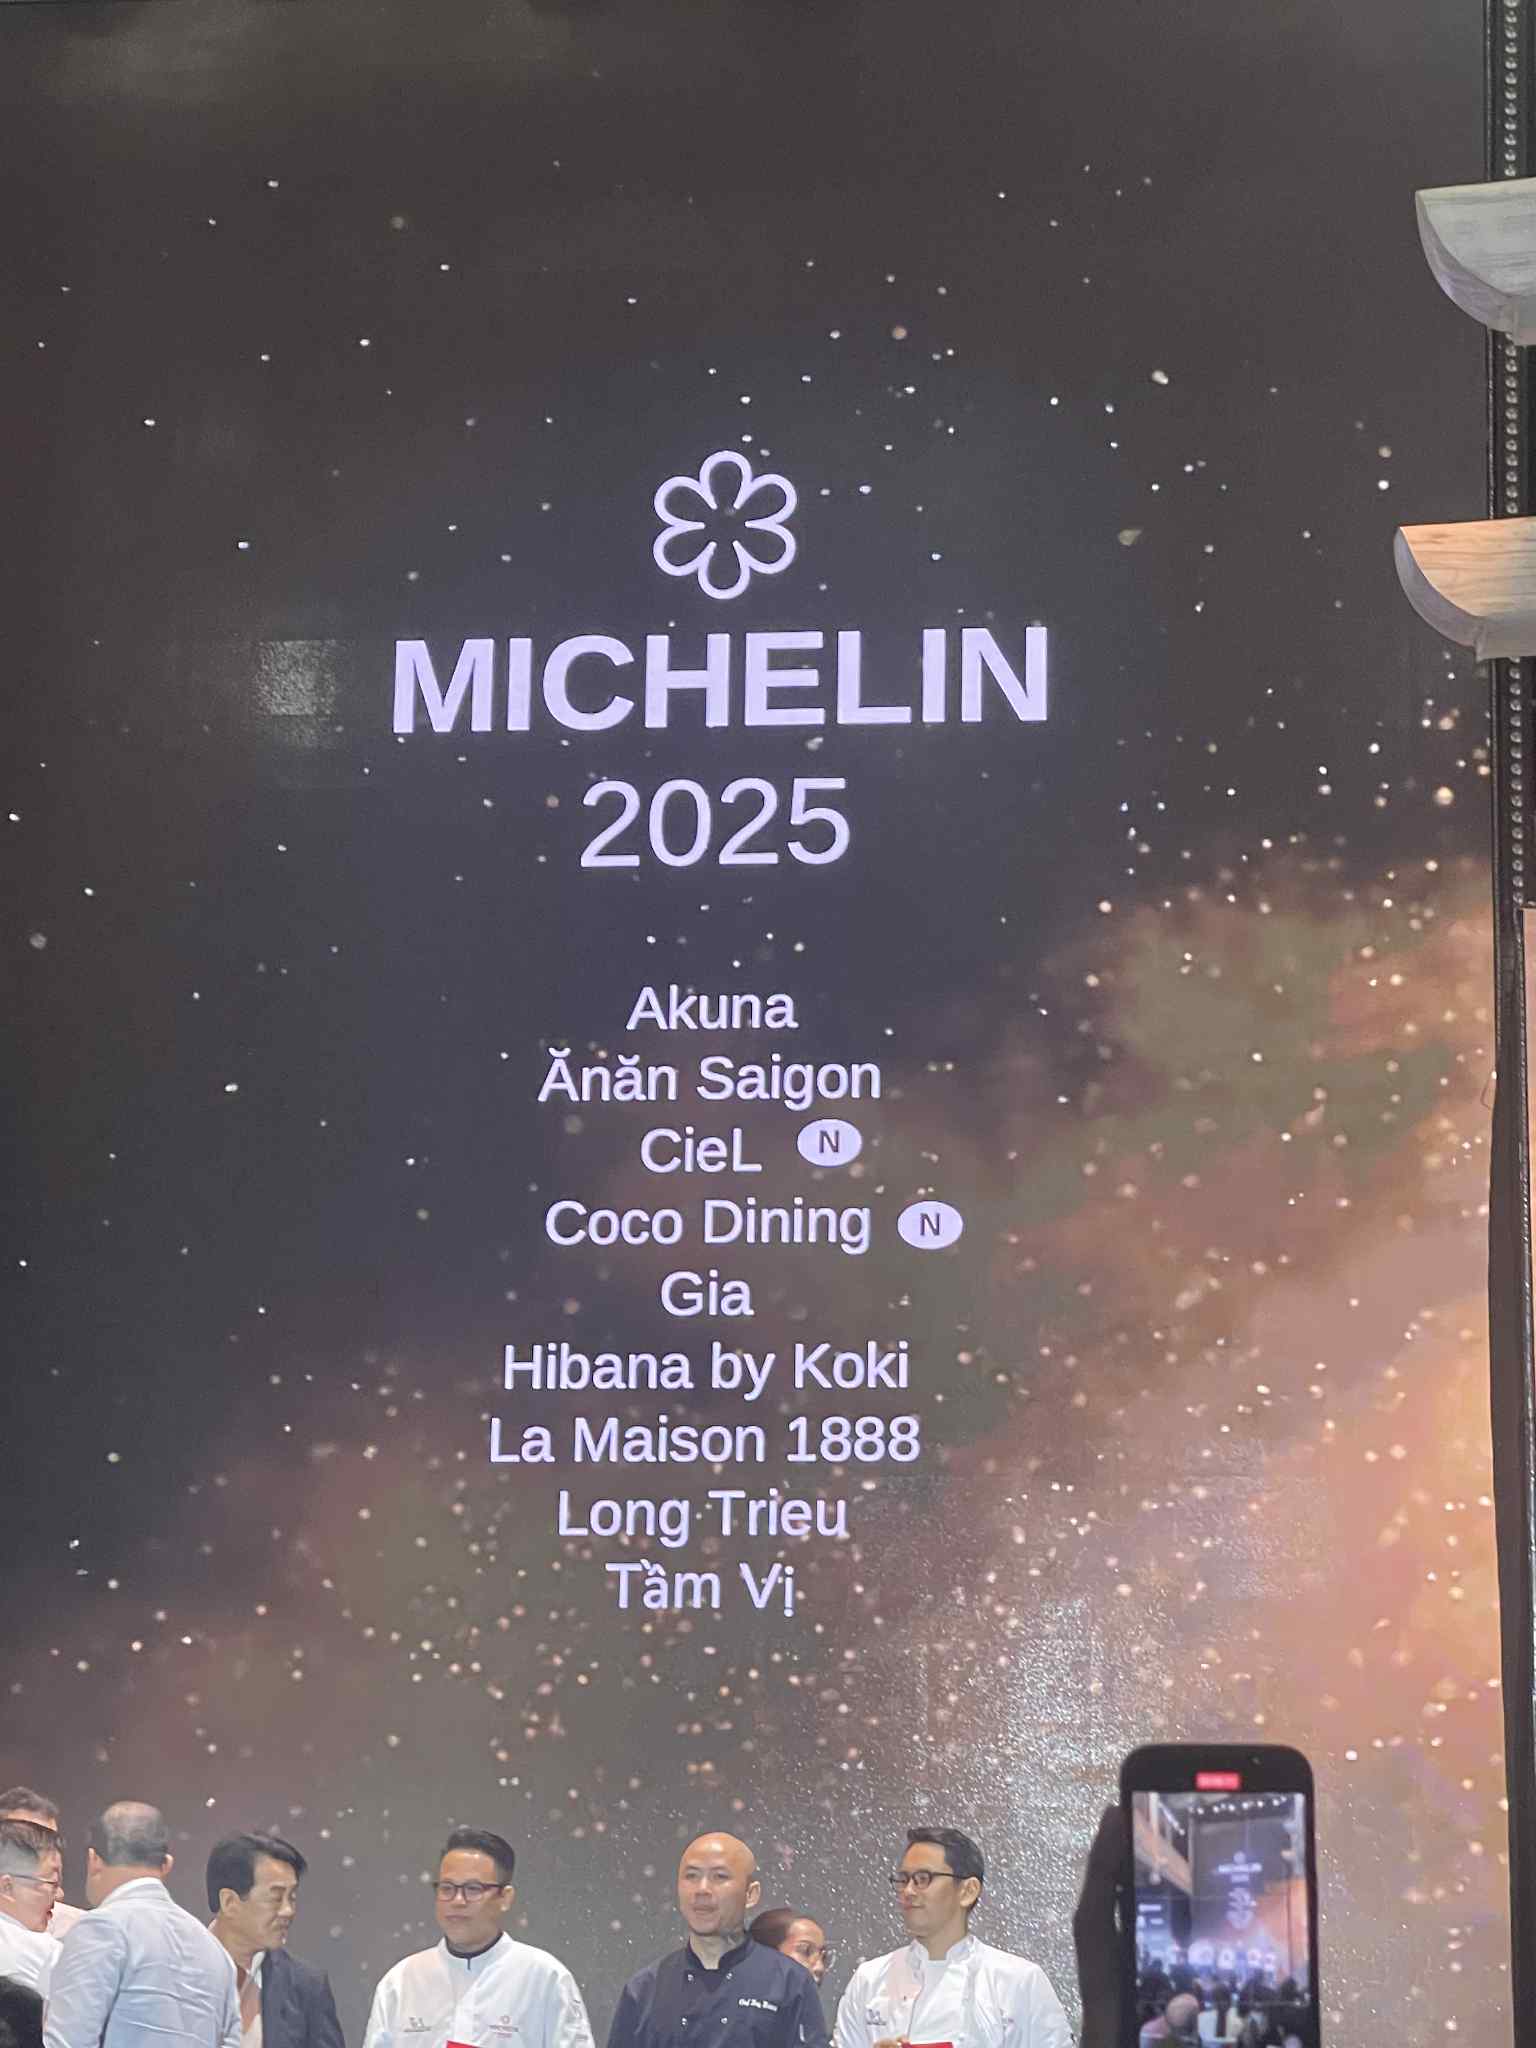 MICHELIN
2025
Akuna
Ănăn Saigon
CieL N
Coco Dining N
Gia
Hibana by Koki
La Maison 1888
Long Trieu
Tầm Vị